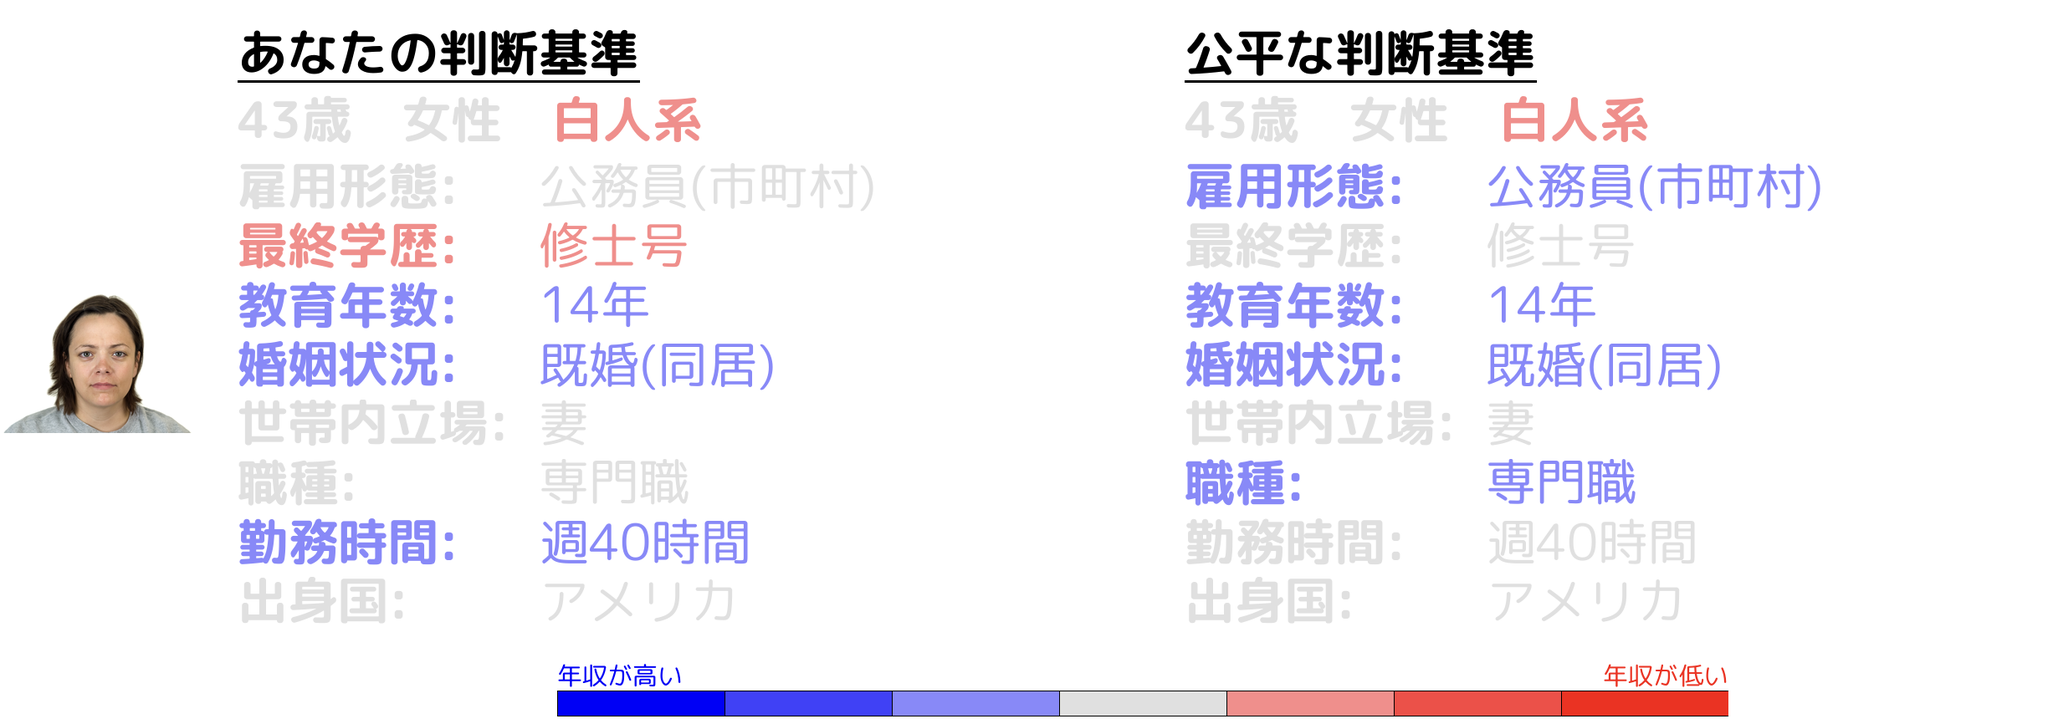 あなたの判断基準
43歳 女性 白人系
雇用形態: 公務員(市町村)
最終学歴: 修士号
教育年数: 14年
婚姻状況: 既婚(同居)
世帯内立場: 妻
職種: 専門職
勤務時間: 週40時間
出身国: アメリカ
公平な判断基準
43歳 女性 白人系
雇用形態: 公務員(市町村)
最終学歴: 修士号
教育年数: 14年
婚姻状況: 既婚(同居)
世帯内立場: 妻
職種: 専門職
勤務時間: 週40時間
出身国: アメリカ
年収が高い
年収が低い